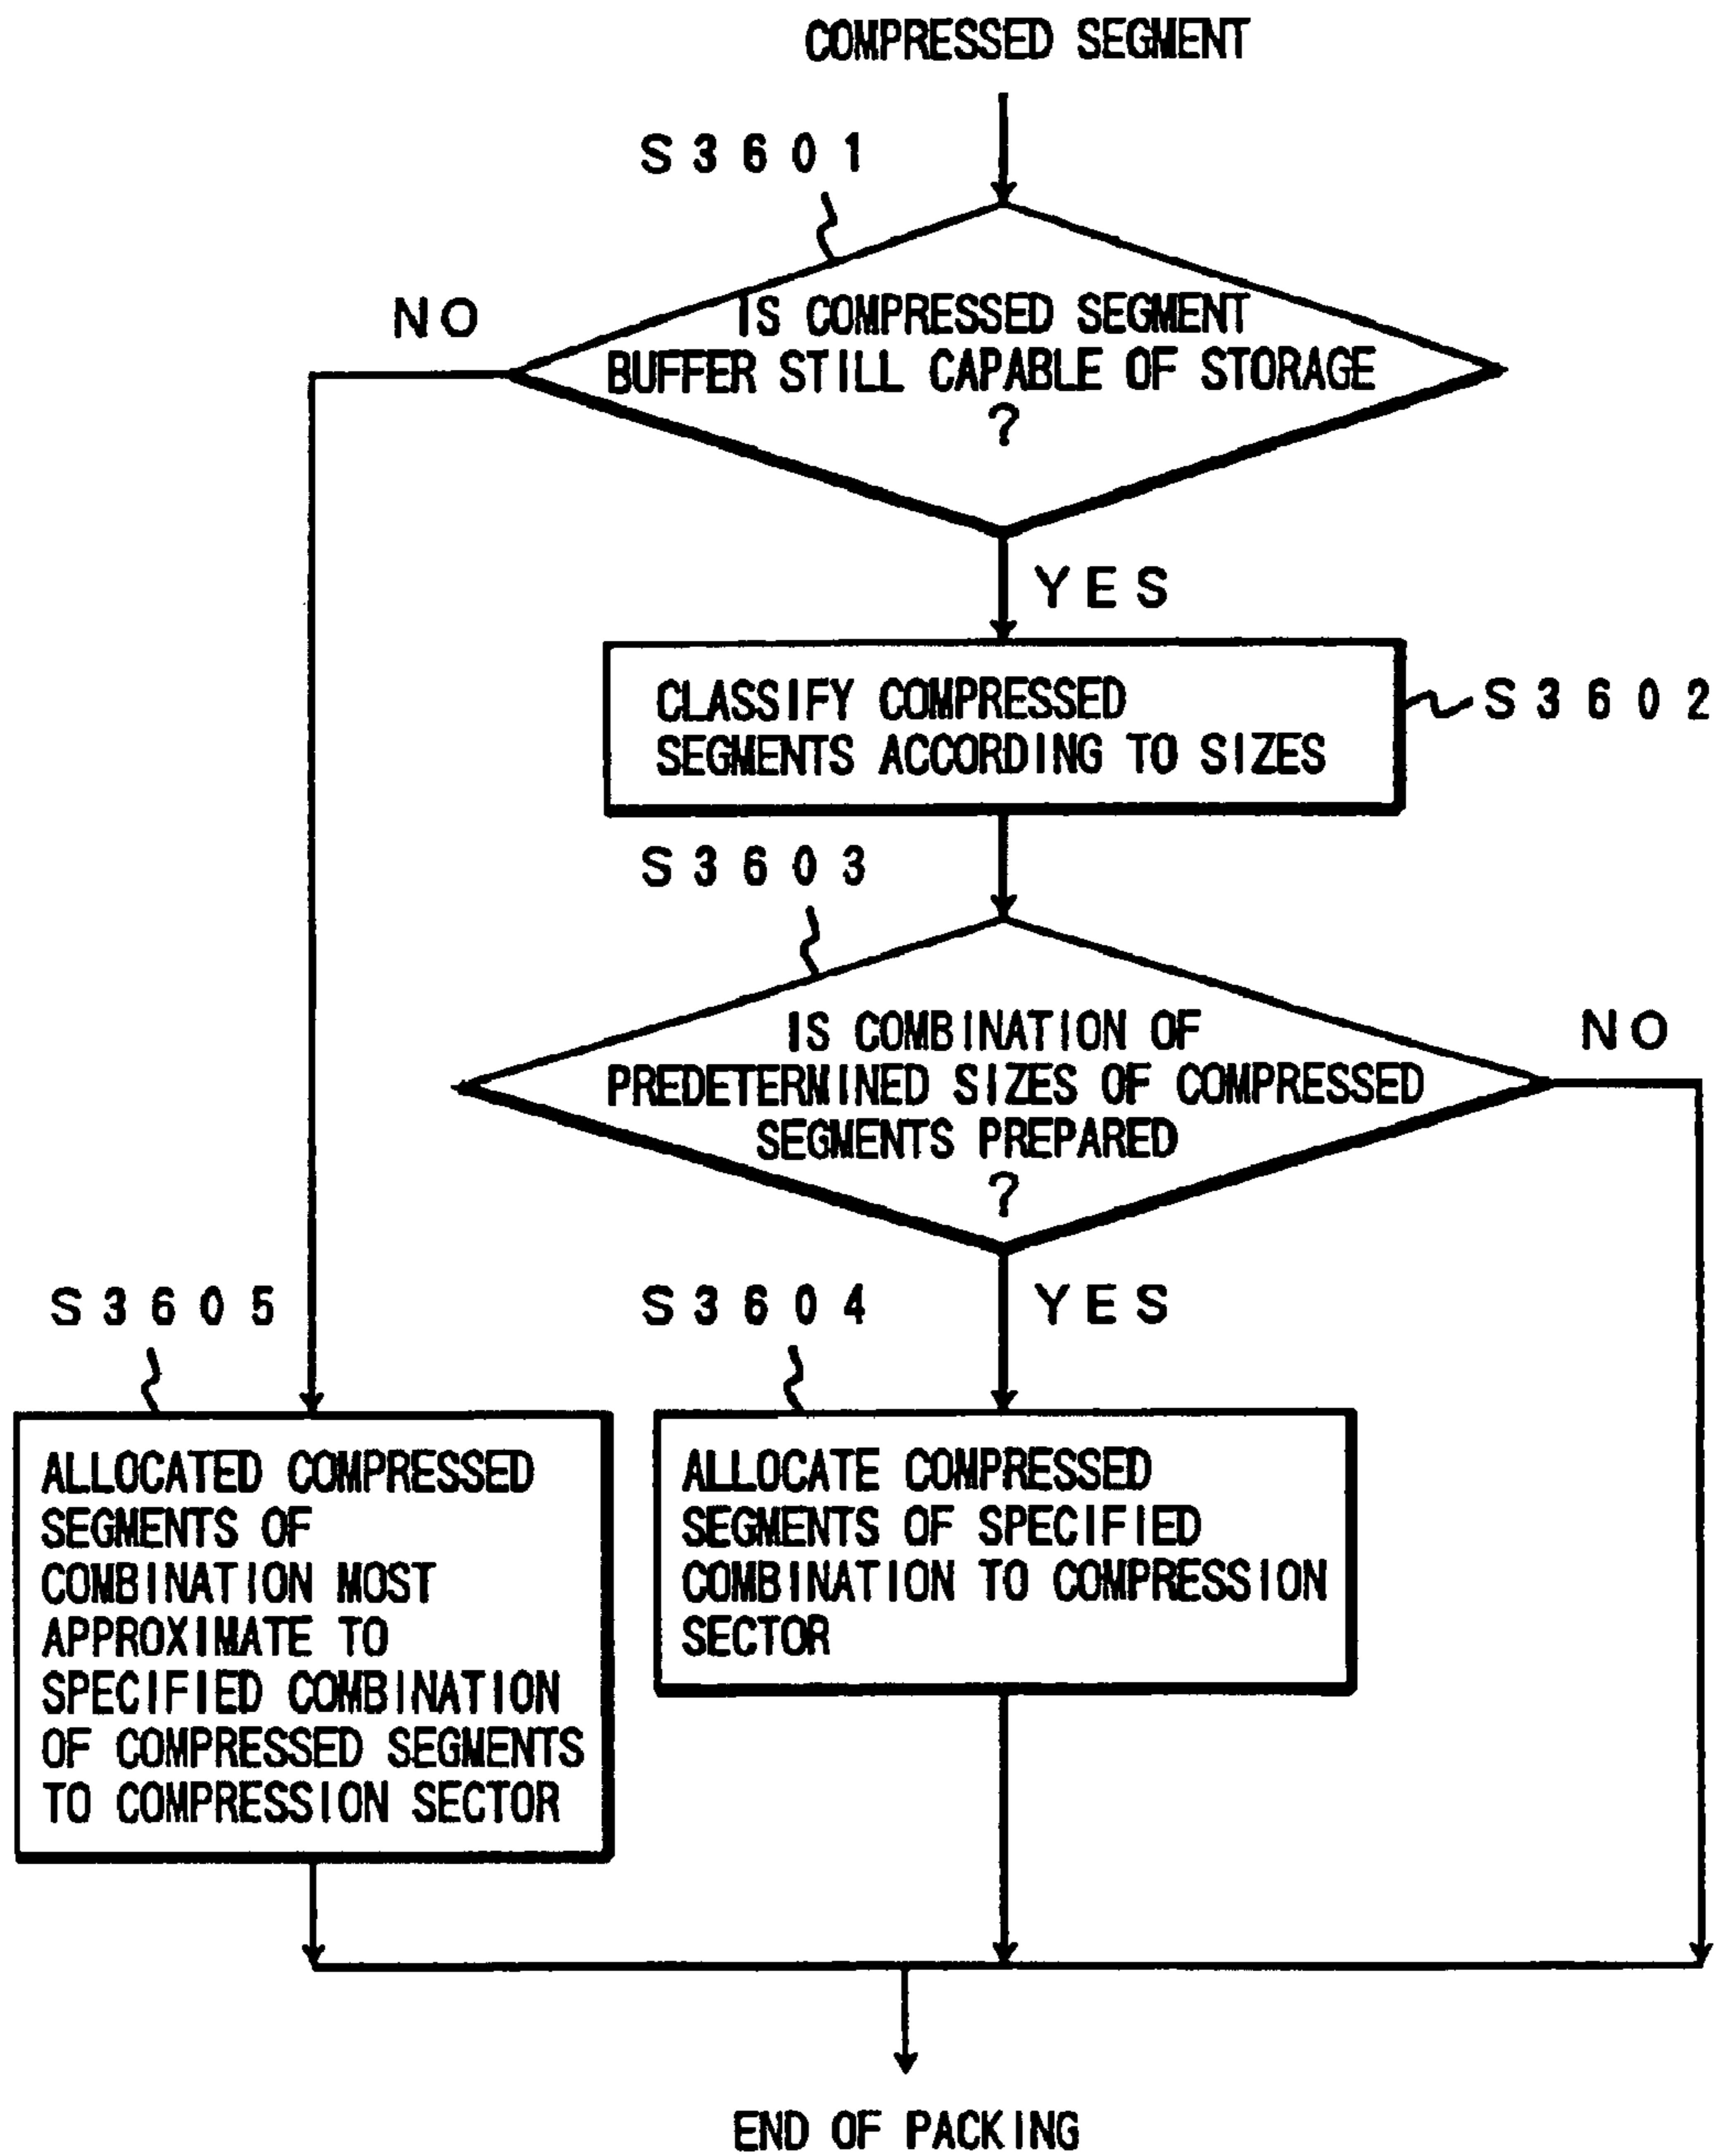 COMPRESSED SEGMENT
S3601
NO
IS COMPRESSED SEGMENT
BUFFER STILL CAPABLE OF STORAGE
?
YES
CLASSIFY COMPRESSED
SEGMENTS ACCORDING TO SIZES
S3602
S3603
IS COMBINATION OF
PREDETERMINED SIZES OF COMPRESSED
SEGMENTS PREPARED
?
NO
S3605
S3604
YES
ALLOCATED COMPRESSED
SEGMENTS OF
COMBINATION MOST
APPROXIMATE TO
SPECIFIED COMBINATION
OF COMPRESSED SEGMENTS
TO COMPRESSION SECTOR
ALLOCATE COMPRESSED
SEGMENTS OF SPECIFIED
COMBINATION TO COMPRESSION
SECTOR
END OF PACKING